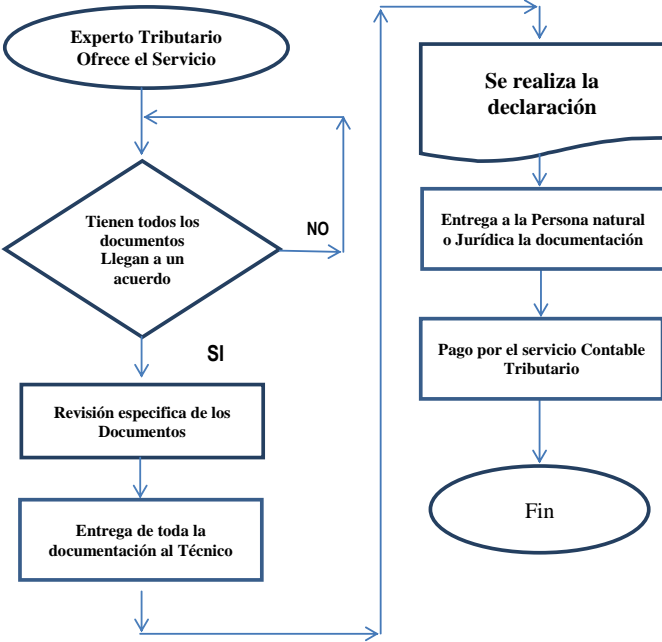 Experto Tributario
Ofrece el Servicio
Tienen todos los
documentos
Llegan a un
acuerdo
NO
SI
Revisión especifica de los
Documentos
Entrega de toda la
documentación al Técnico
Se realiza la
declaración
Entrega a la Persona natural
o Jurídica la documentación
Pago por el servicio Contable
Tributario
Fin